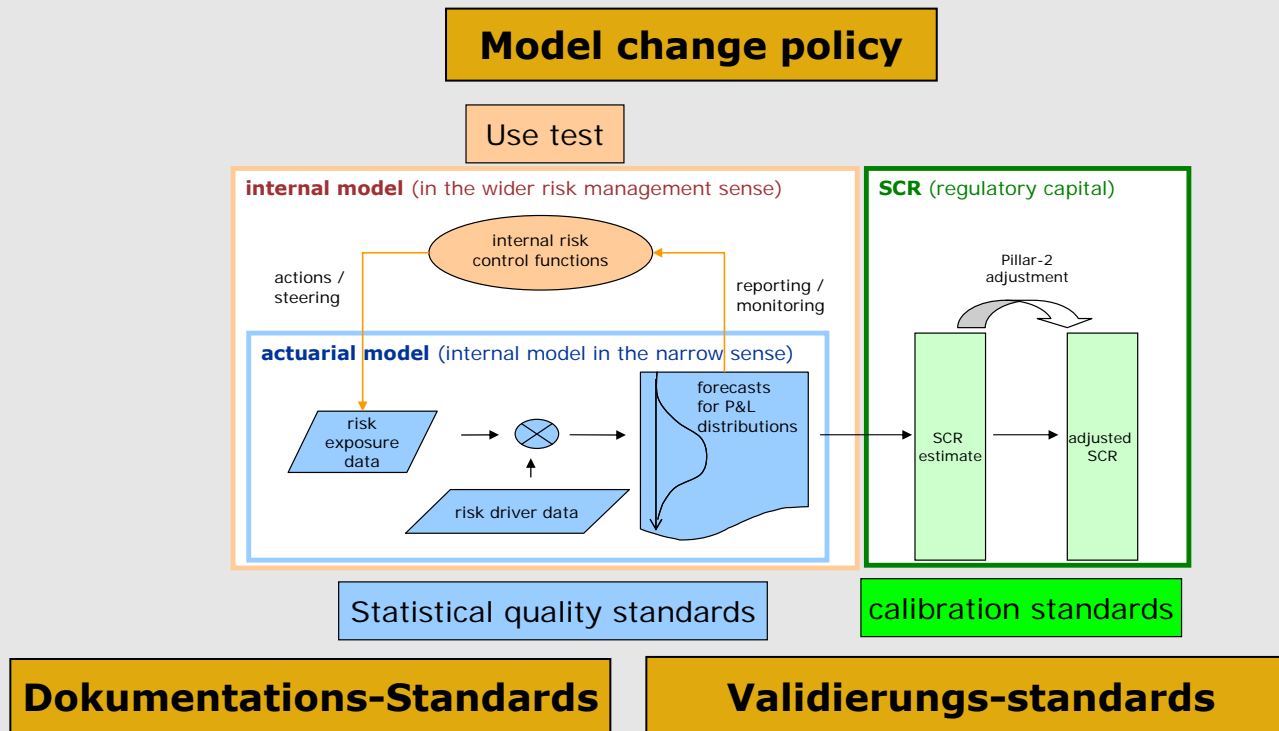 Model change policy
Use test
internal model (in the wider risk management sense)
SCR (regulatory capital)
internal risk
control functions
actions /
steering
reporting /
monitoring
Pillar-2
adjustment
actuarial model (internal model in the narrow sense)
forecasts
for P&L
distributions
risk
exposure
data
risk driver data
SCR
estimate
adjusted
SCR
Statistical quality standards
calibration standards
Dokumentations-Standards
Validierungs-standards